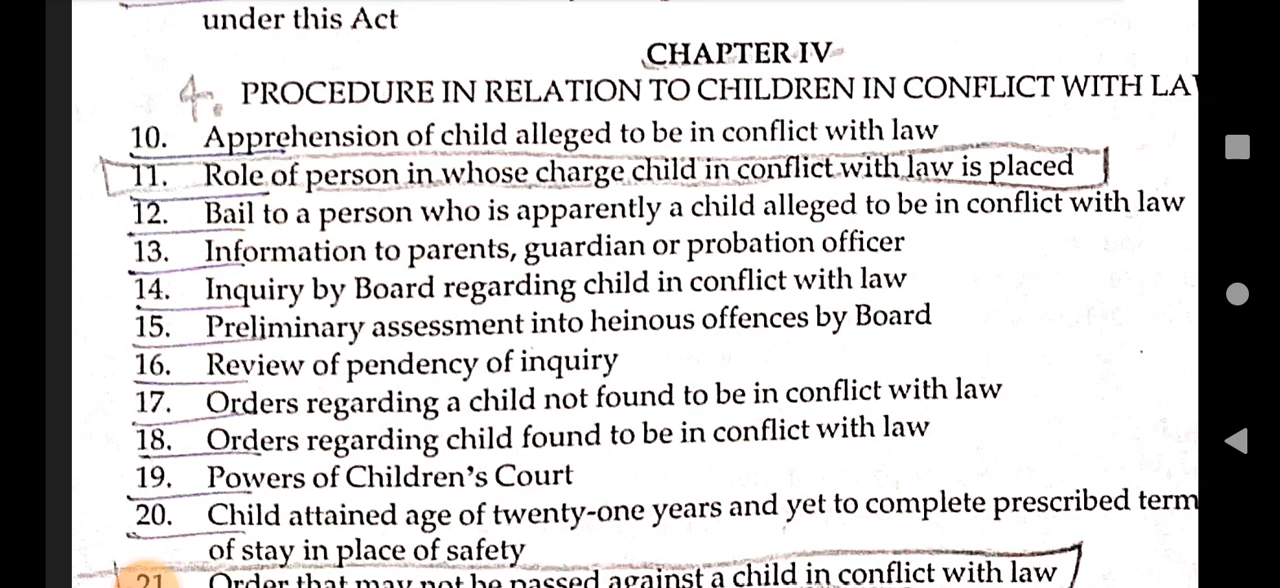 under this Act
CHAPTER IV
4. PROCEDURE IN RELATION TO CHILDREN IN CONFLICT WITH LA
10. Apprehension of child alleged to be in conflict with law
11. Role of person in whose charge child in conflict with law is placed
12. Bail to a person who is apparently a child alleged to be in conflict with law
13. Information to parents, guardian or probation officer
14. Inquiry by Board regarding child in conflict with law
15. Preliminary assessment into heinous offences by Board
16. Review of pendency of inquiry
17. Orders regarding a child not found to be in conflict with law
18. Orders regarding child found to be in conflict with law
19. Powers of Children's Court
20. Child attained age of twenty-one years and yet to complete prescribed term
of stay in place of safety
21 Order that may not be passed against a child in conflict with law